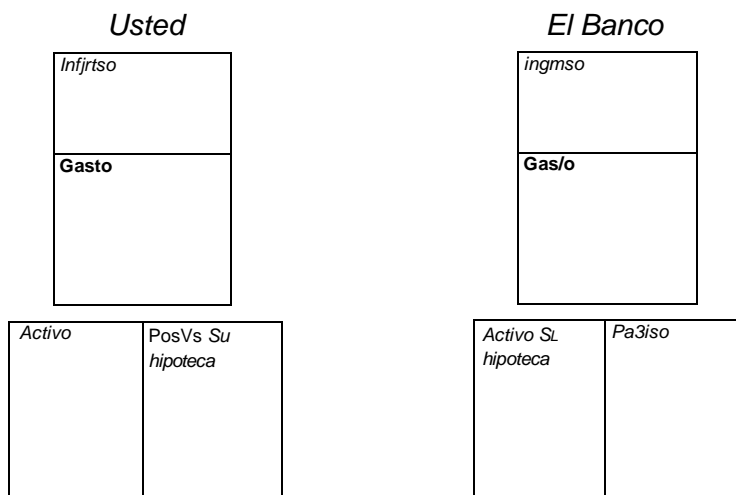 Usted
El Banco
Infjrtso
ingmso
Gasto
Gas/o
Activo
PosVs Su
hipoteca
Activo SL
hipoteca
Pa3iso